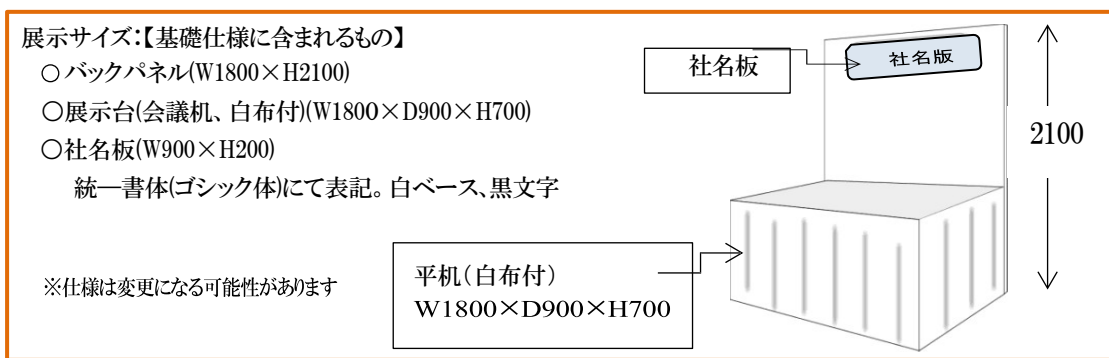 展示サイズ:【基礎仕様に含まれるもの】
○バックパネル(W1800×H2100)
○展示台(会議机、白布付)(W1800×D900×H700)
○社名板(W900×H200)
統一書体(ゴシック体)にて表記。白ベース、黒文字
※仕様は変更になる可能性があります
社名板
社名版
2100
平机(白布付)
W1800×D900×H700